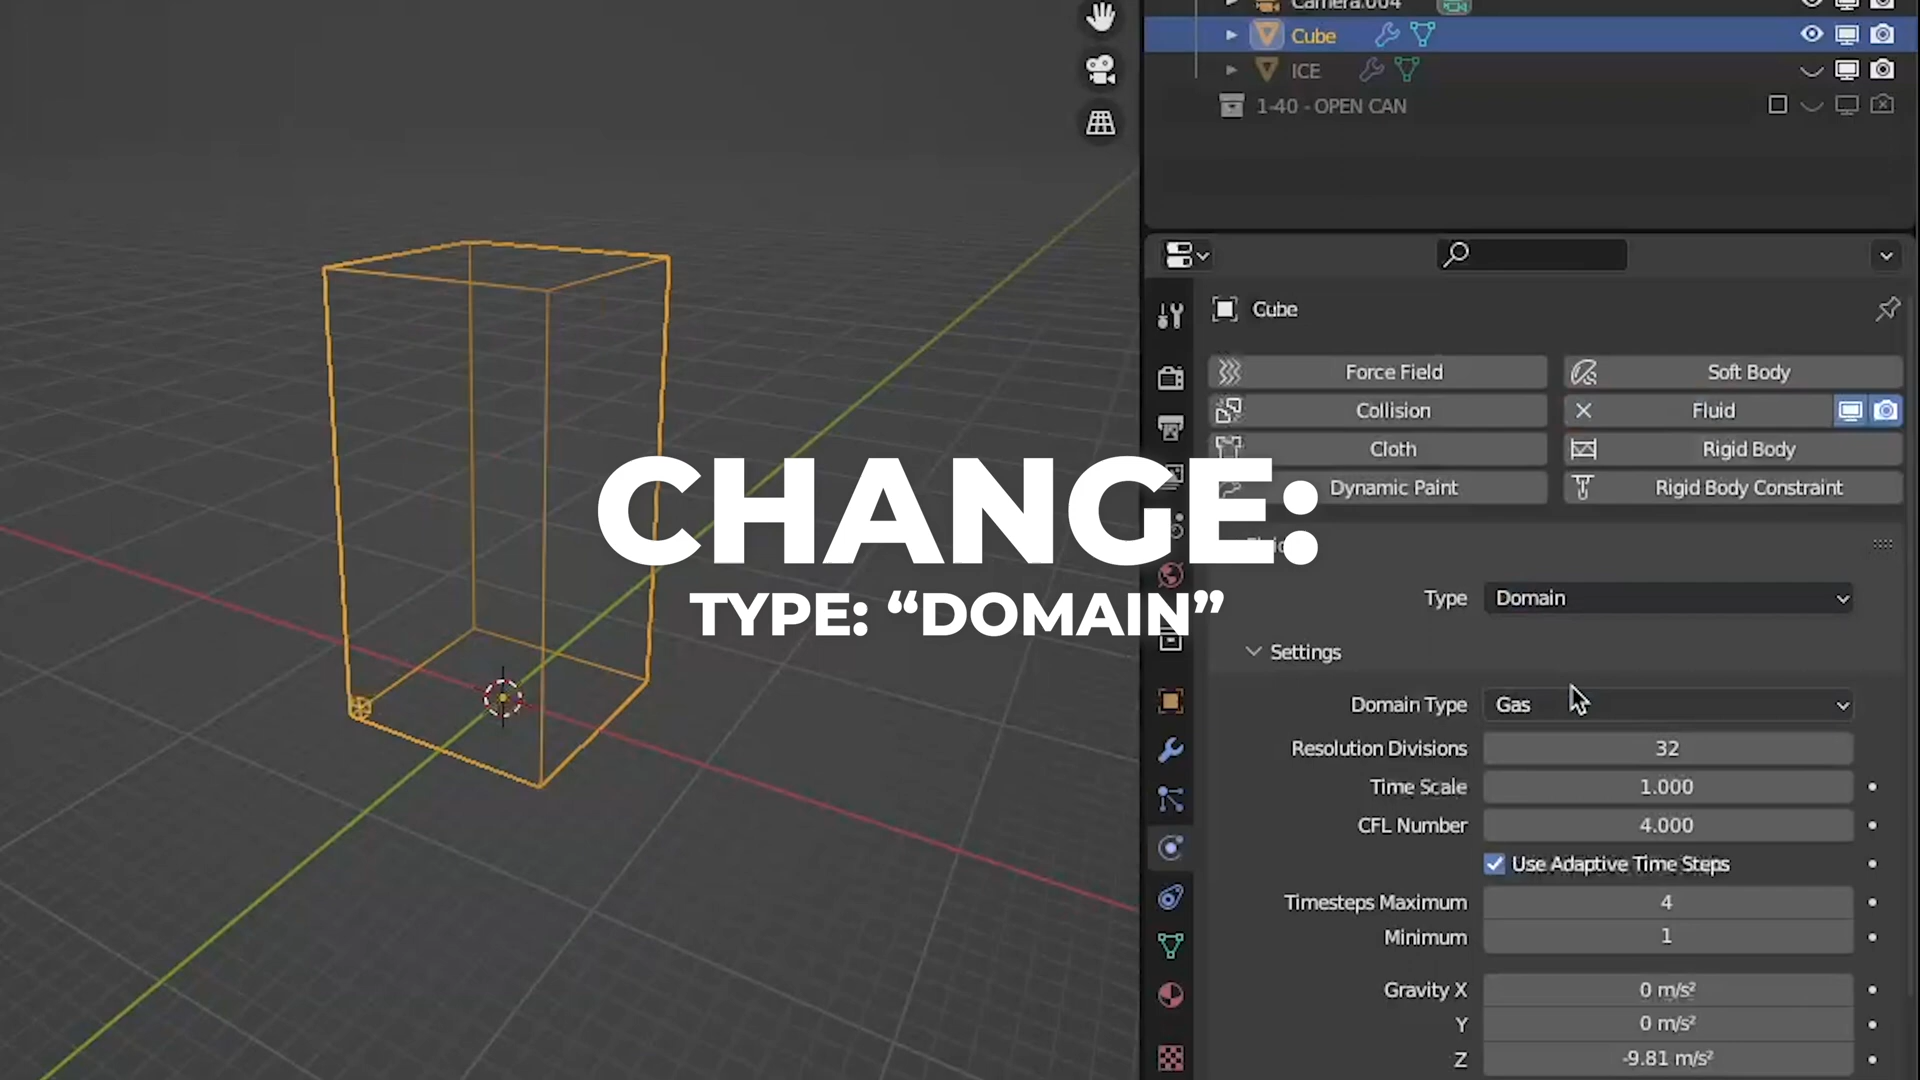 Camera.004
Cube
ICE
1-40 - OPEN CAN
Cube
Force Field
Soft Body
Collision
Fluid
Cloth
Rigid Body
Dynamic Paint
Rigid Body Constraint
CHANGE:
TYPE: “DOMAIN”
Type
Domain
Settings
Domain Type
Gas
Resolution Divisions
32
Time Scale
1.000
CFL Number
4.000
Use Adaptive Time Steps
Timesteps Maximum
4
Minimum
1
Gravity X
0 m/s²
Y
0 m/s²
Z
-9.81 m/s²